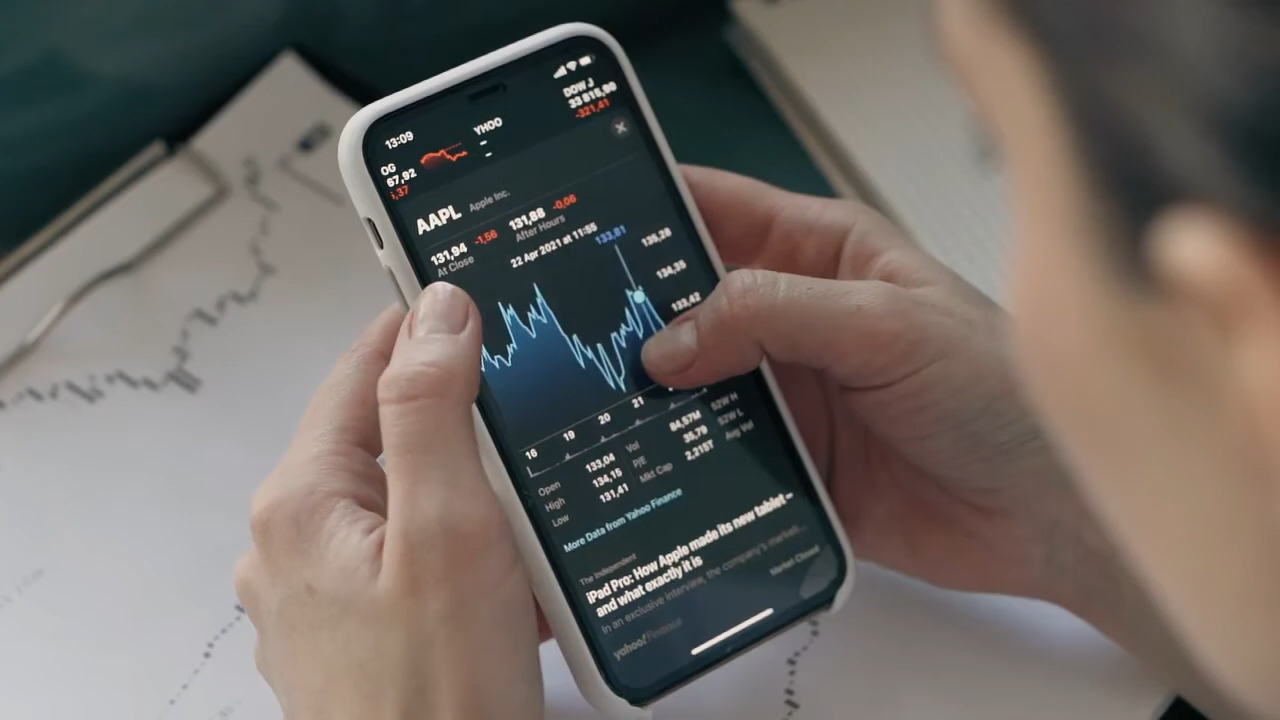 13:09
OG
67,92
YHOO
–
–
DOW J
33 815,90
-321,41
AAPL Apple Inc.
131,94 -1,56
At Close
131,88 -0,06
After Hours
22 Apr 2021 at 11:55
133,81
135,28
134,35
133,42
16 19 20 21
Open 133,04
High 134,15
Low 131,41
Vol 84,57M
P/E 35,79
Mkt Cap 2,215T
52W H
52W L
Avg Vol
More Data from Yahoo Finance
The Independent
iPad Pro: How Apple made its new tablet –
and what exactly it is
In an exclusive interview, the company's marketi...
yahoo! finance
Market Closed